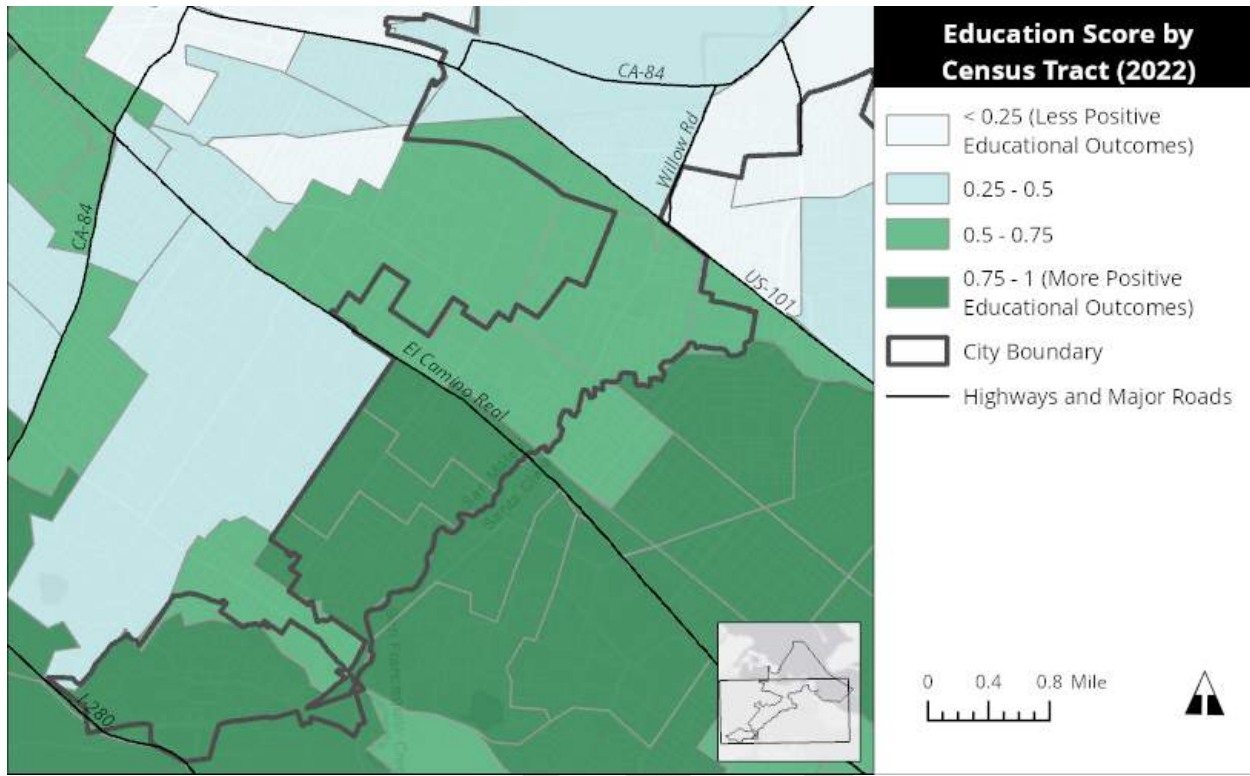 Education Score by
Census Tract (2022)
< 0.25 (Less Positive
Educational Outcomes)
0.25 - 0.5
0.5 - 0.75
0.75 - 1 (More Positive
Educational Outcomes)
City Boundary
Highways and Major Roads
0 0.4 0.8 Mile
CA-84
Willow Rd
CA-84
US-101
El Camino Real
San Mateo
I-280